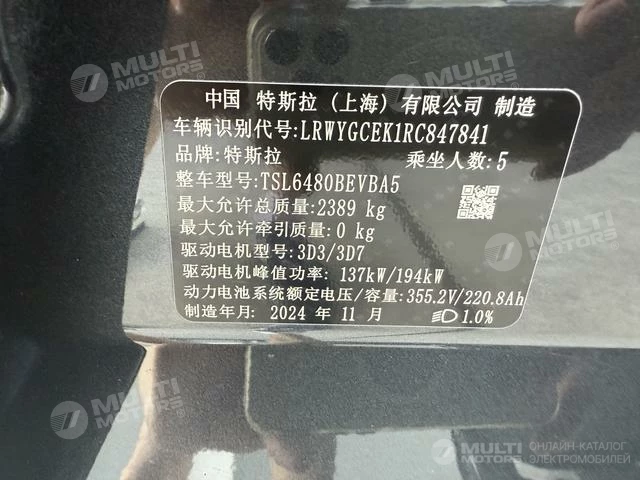 中国 特斯拉 (上海) 有限公司 制造
车辆识别代号:LRWYGCEK1RC847841
品牌:特斯拉 乘坐人数:5
整车型号:TSL6480BEVBA5
最大允许总质量:2389 kg
最大允许牵引质量:0 kg
驱动电机型号:3D3/3D7
驱动电机峰值功率: 137kW/194kW
动力电池系统额定电压/容量:355.2V/220.8Ah
制造年月: 2024 年 11 月 1.0%
MULTI MOTORS
MULTI MOTORS
MULTI MOTORS
MULTI MOTORS
MULTI MOTORS
MULTI MOTORS
ОНЛАЙН-КАТАЛОГ
ЭЛЕКТРОМОБИЛЕЙ